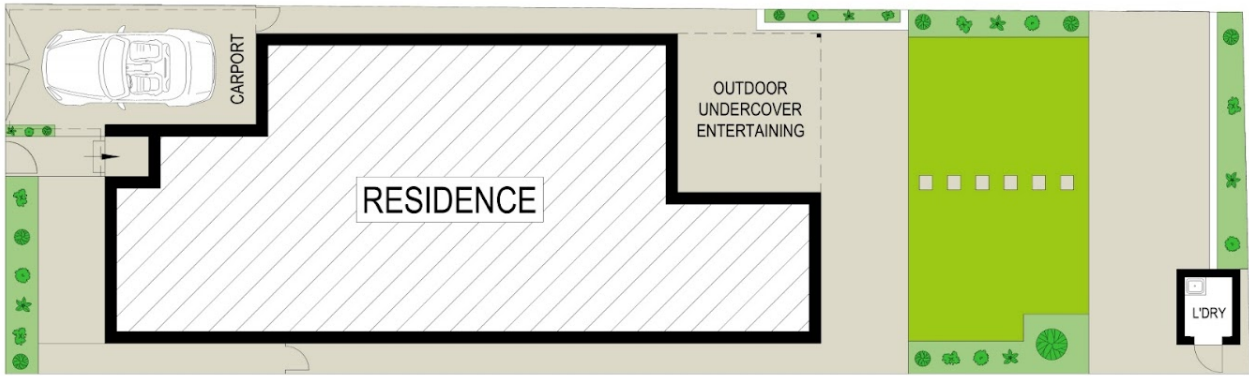 CARPORT
OUTDOOR
UNDERCOVER
ENTERTAINING
RESIDENCE
L'DRY